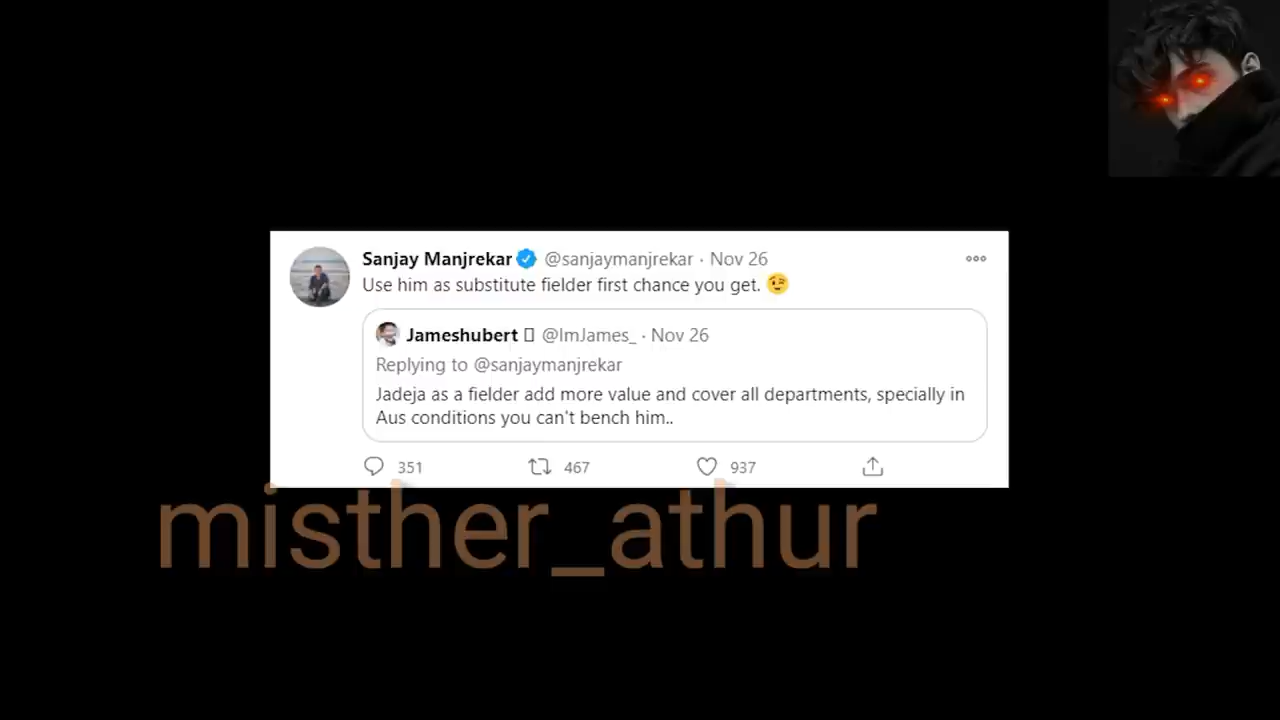 Sanjay Manjrekar @sanjaymanjrekar · Nov 26
Use him as substitute fielder first chance you get. 😉
Jameshubert @ImJames_ · Nov 26
Replying to @sanjaymanjrekar
Jadeja as a fielder add more value and cover all departments, specially in
Aus conditions you can't bench him..
351 467 937
misther_athur